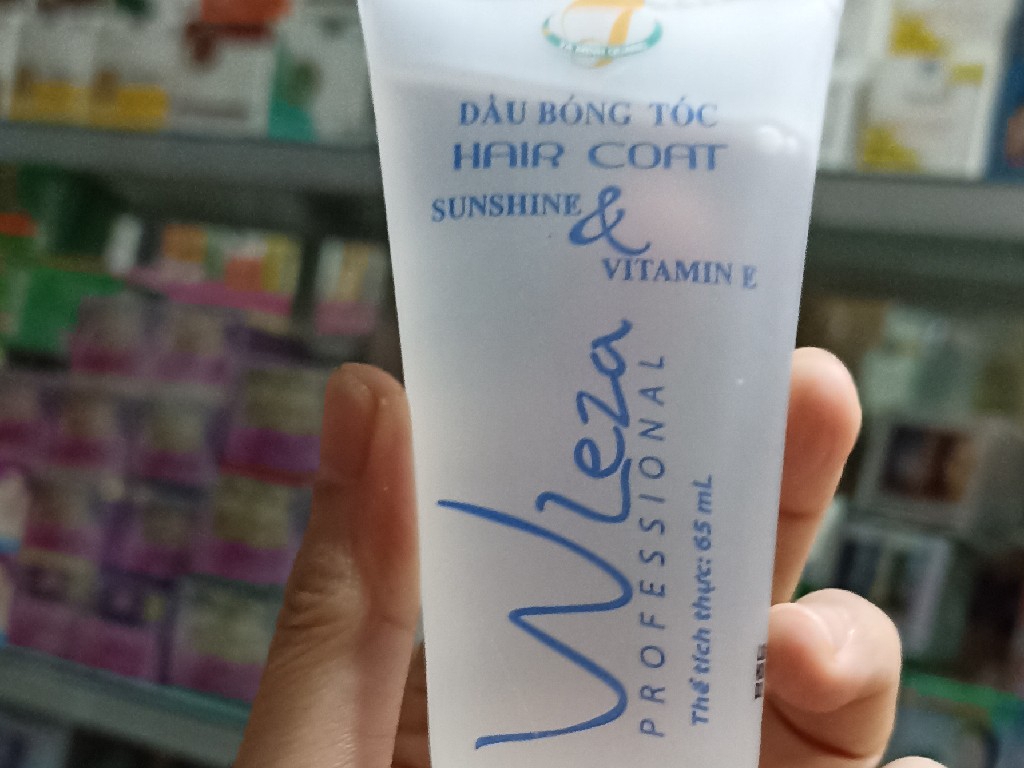 DẦU BÓNG TÓC
HAIR COAT
SUNSHINE &
VITAMIN E
Wleza
PROFESSIONAL
Thể tích thực: 65 mL